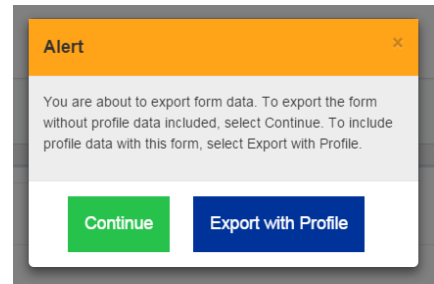 Alert ×
You are about to export form data. To export the form
without profile data included, select Continue. To include
profile data with this form, select Export with Profile.
Continue Export with Profile